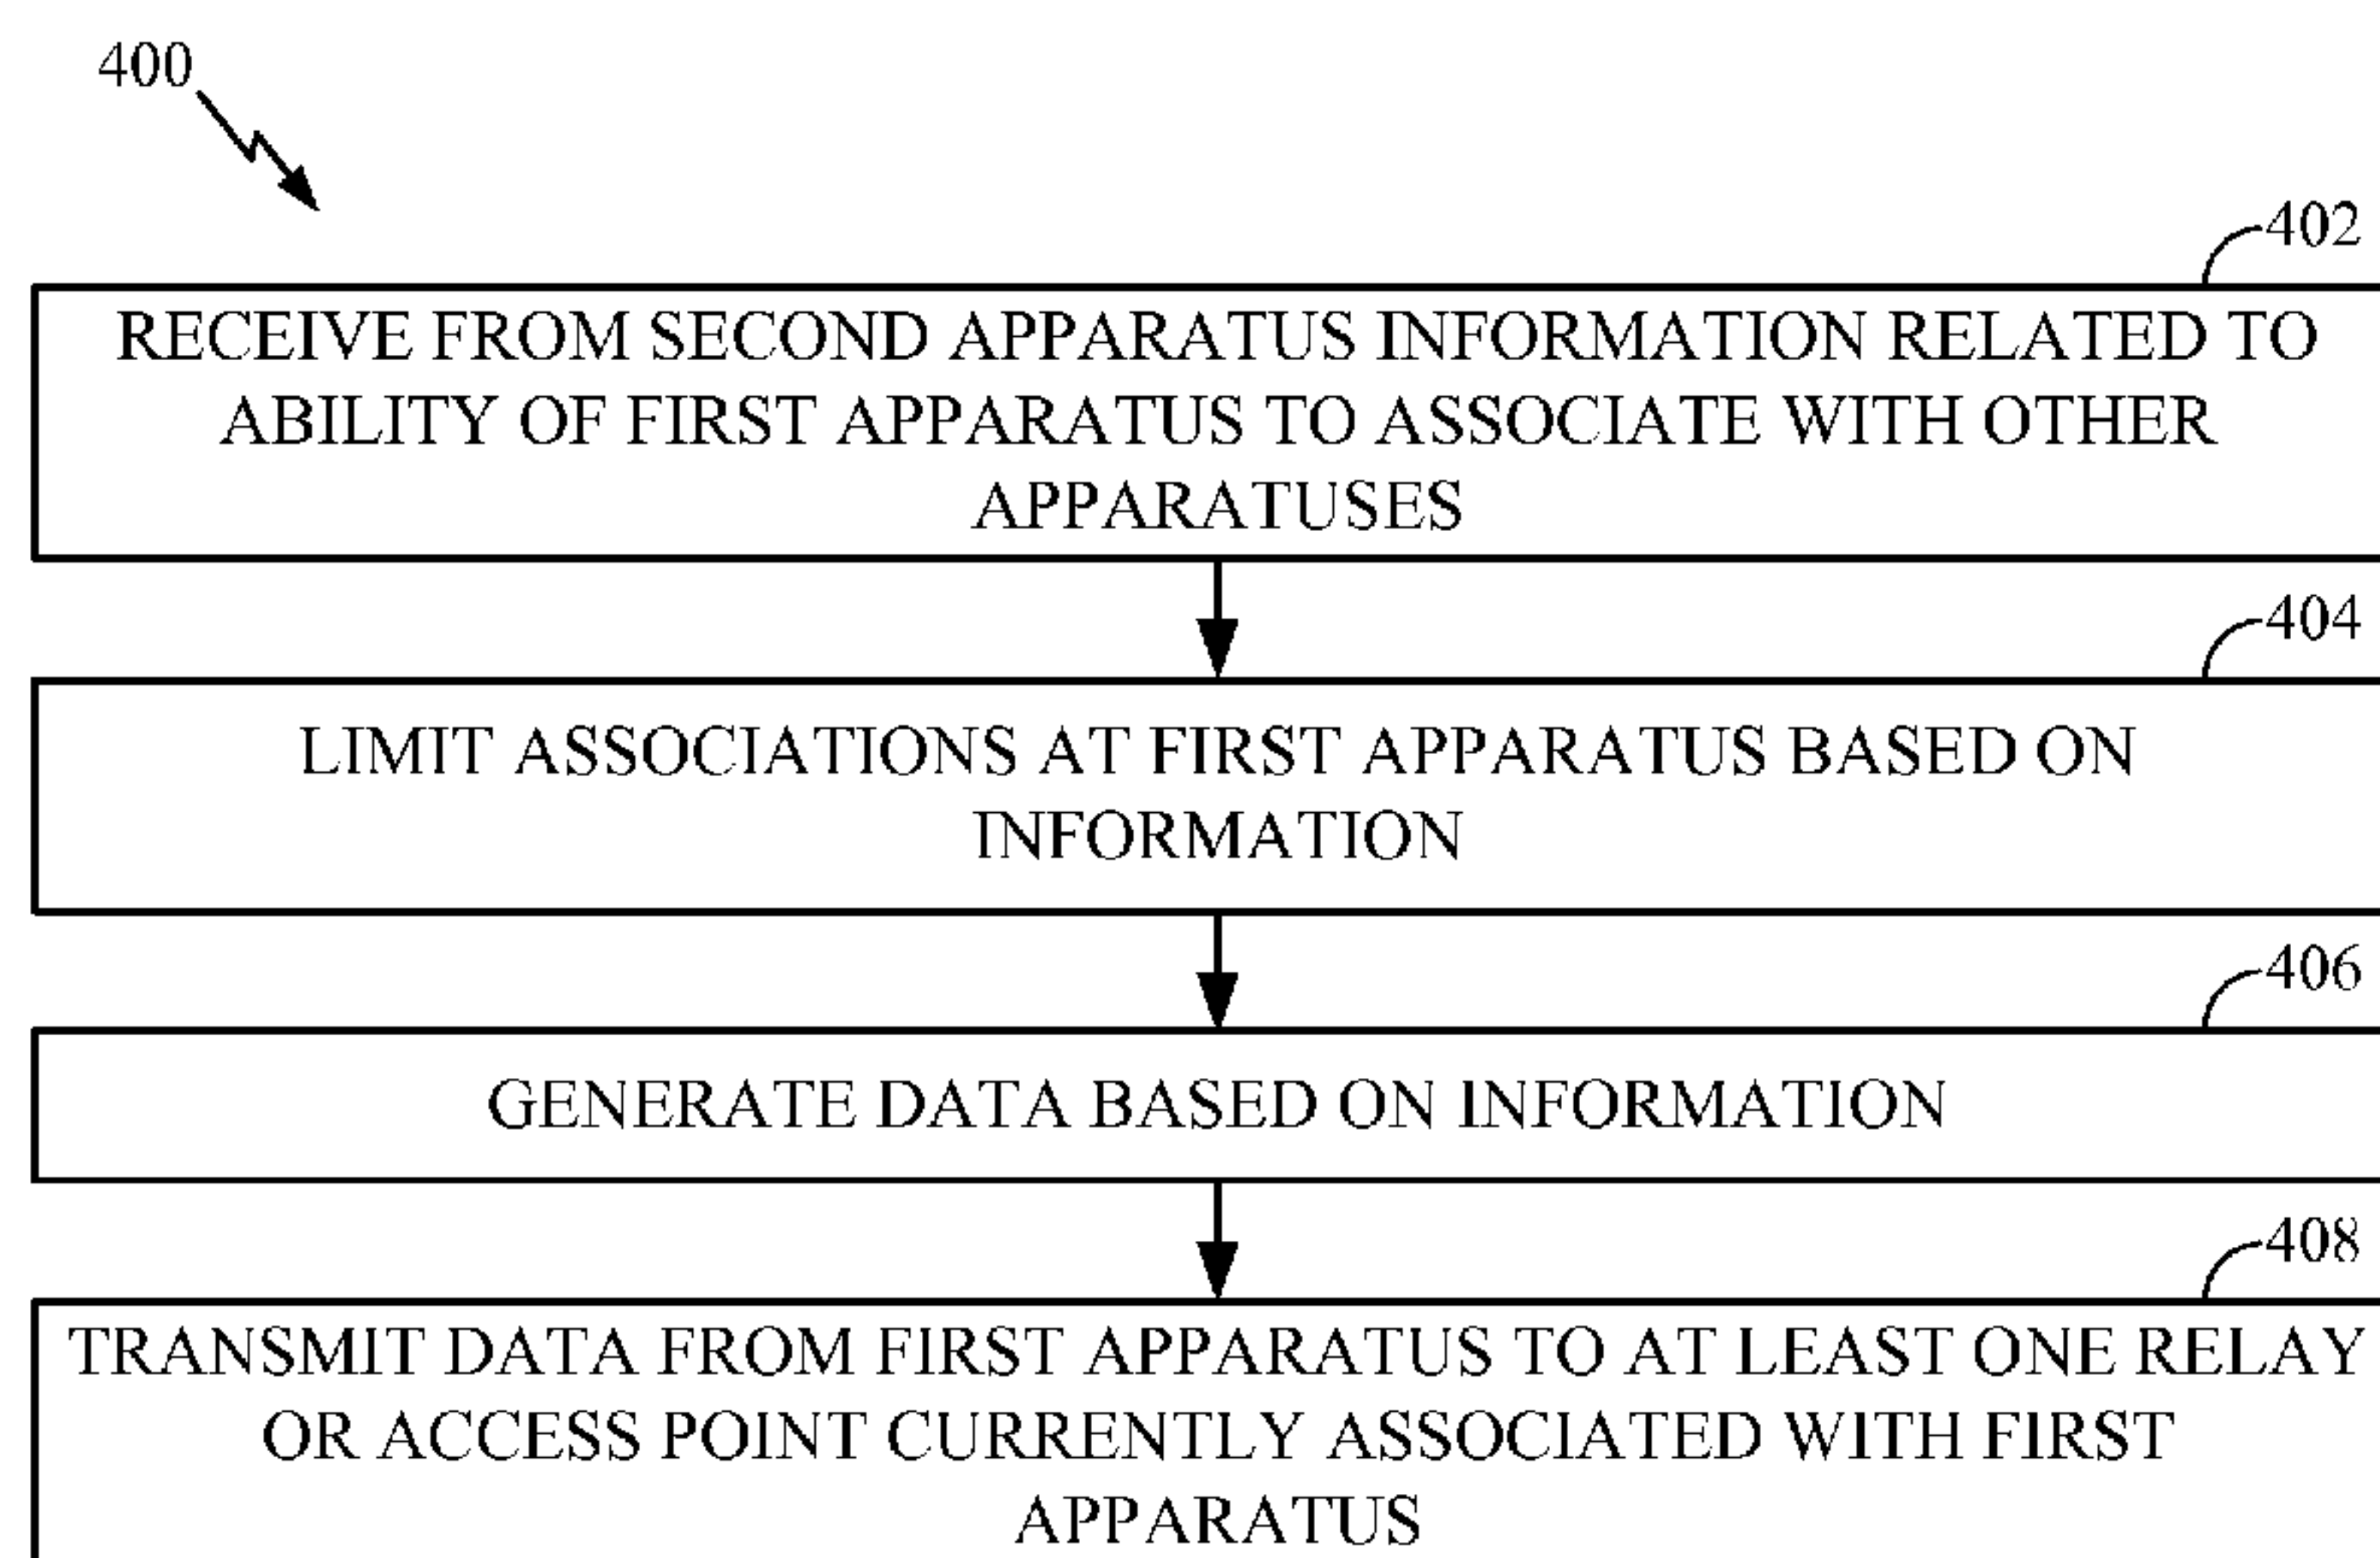 400
402
RECEIVE FROM SECOND APPARATUS INFORMATION RELATED TO
ABILITY OF FIRST APPARATUS TO ASSOCIATE WITH OTHER
APPARATUSES
404
LIMIT ASSOCIATIONS AT FIRST APPARATUS BASED ON
INFORMATION
406
GENERATE DATA BASED ON INFORMATION
408
TRANSMIT DATA FROM FIRST APPARATUS TO AT LEAST ONE RELAY
OR ACCESS POINT CURRENTLY ASSOCIATED WITH FIRST
APPARATUS